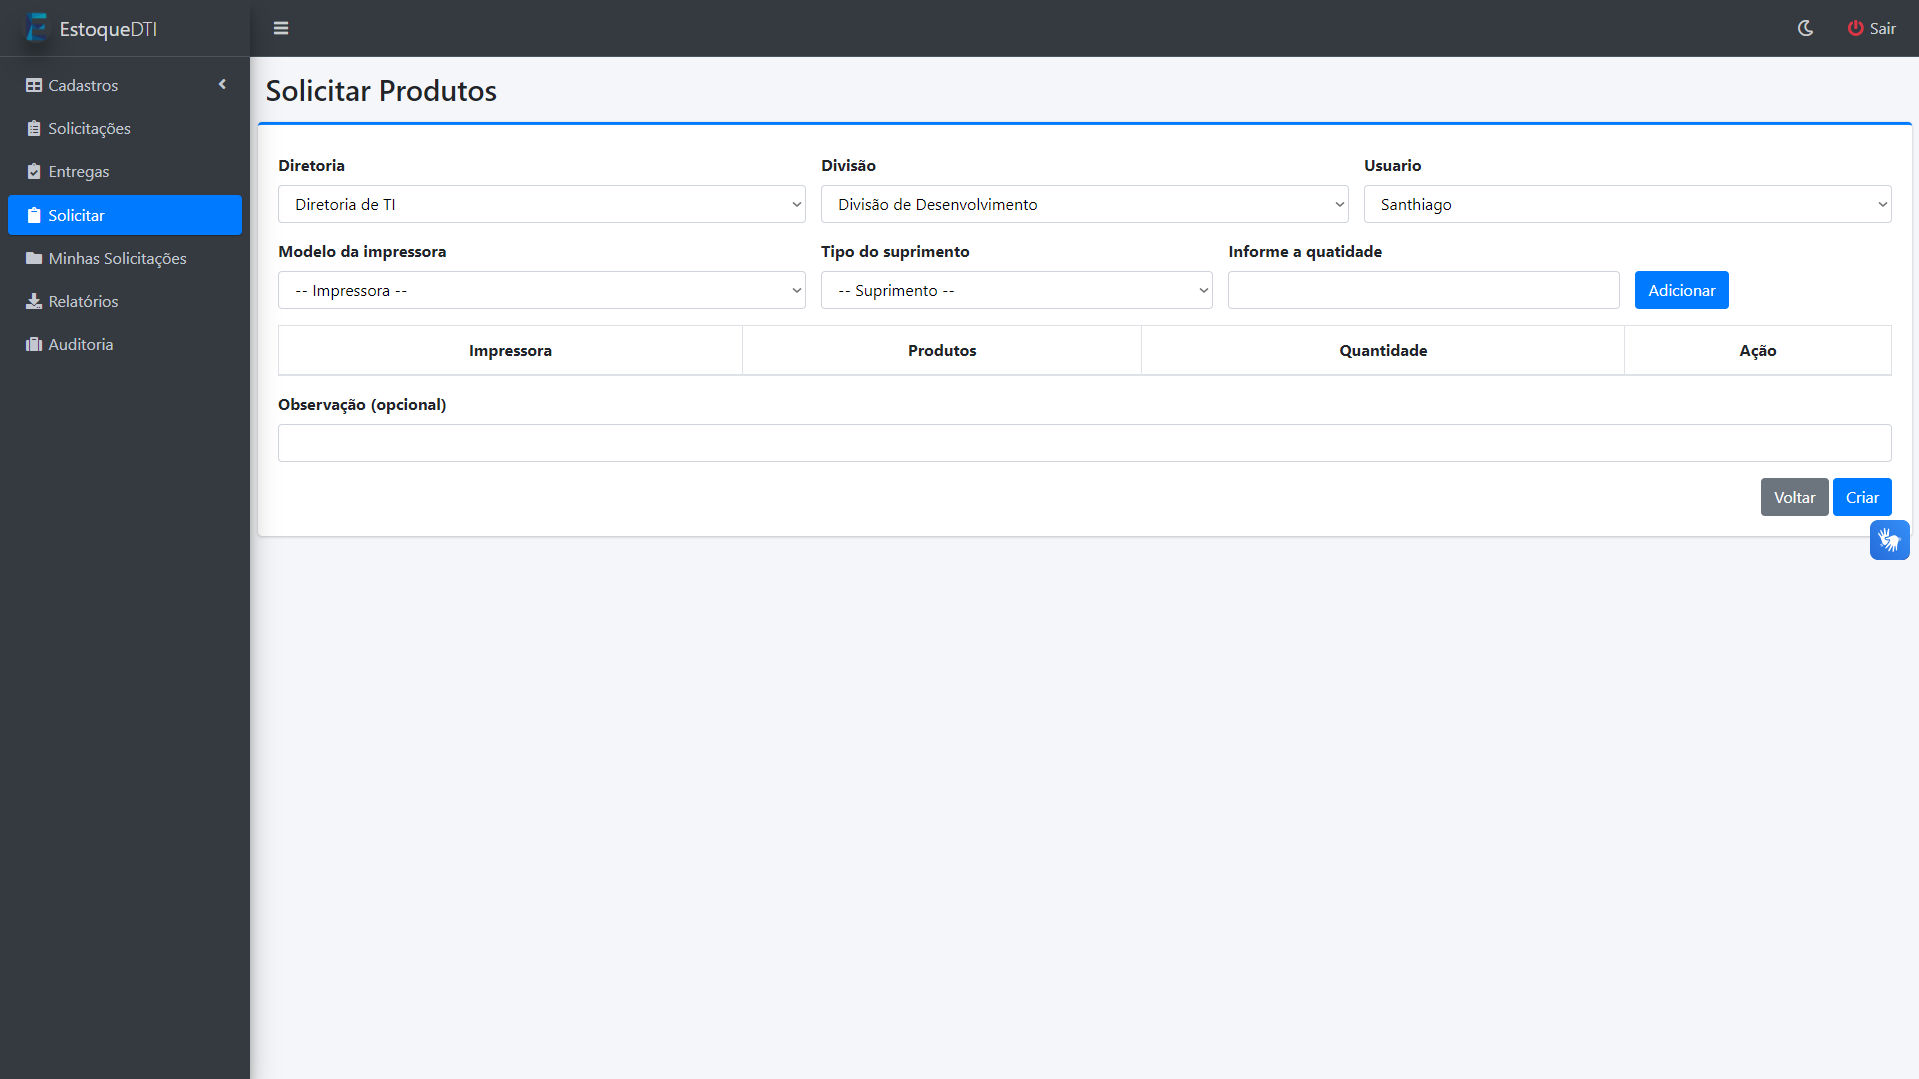 EstoqueDTI
Sair
Cadastros
Solicitações
Entregas
Solicitar
Minhas Solicitações
Relatórios
Auditoria
Solicitar Produtos
Diretoria
Divisão
Usuario
Diretoria de TI
Divisão de Desenvolvimento
Santhiago
Modelo da impressora
Tipo do suprimento
Informe a quatidade
-- Impressora --
-- Suprimento --
Adicionar
Impressora
Produtos
Quantidade
Ação
Observação (opcional)
Voltar
Criar